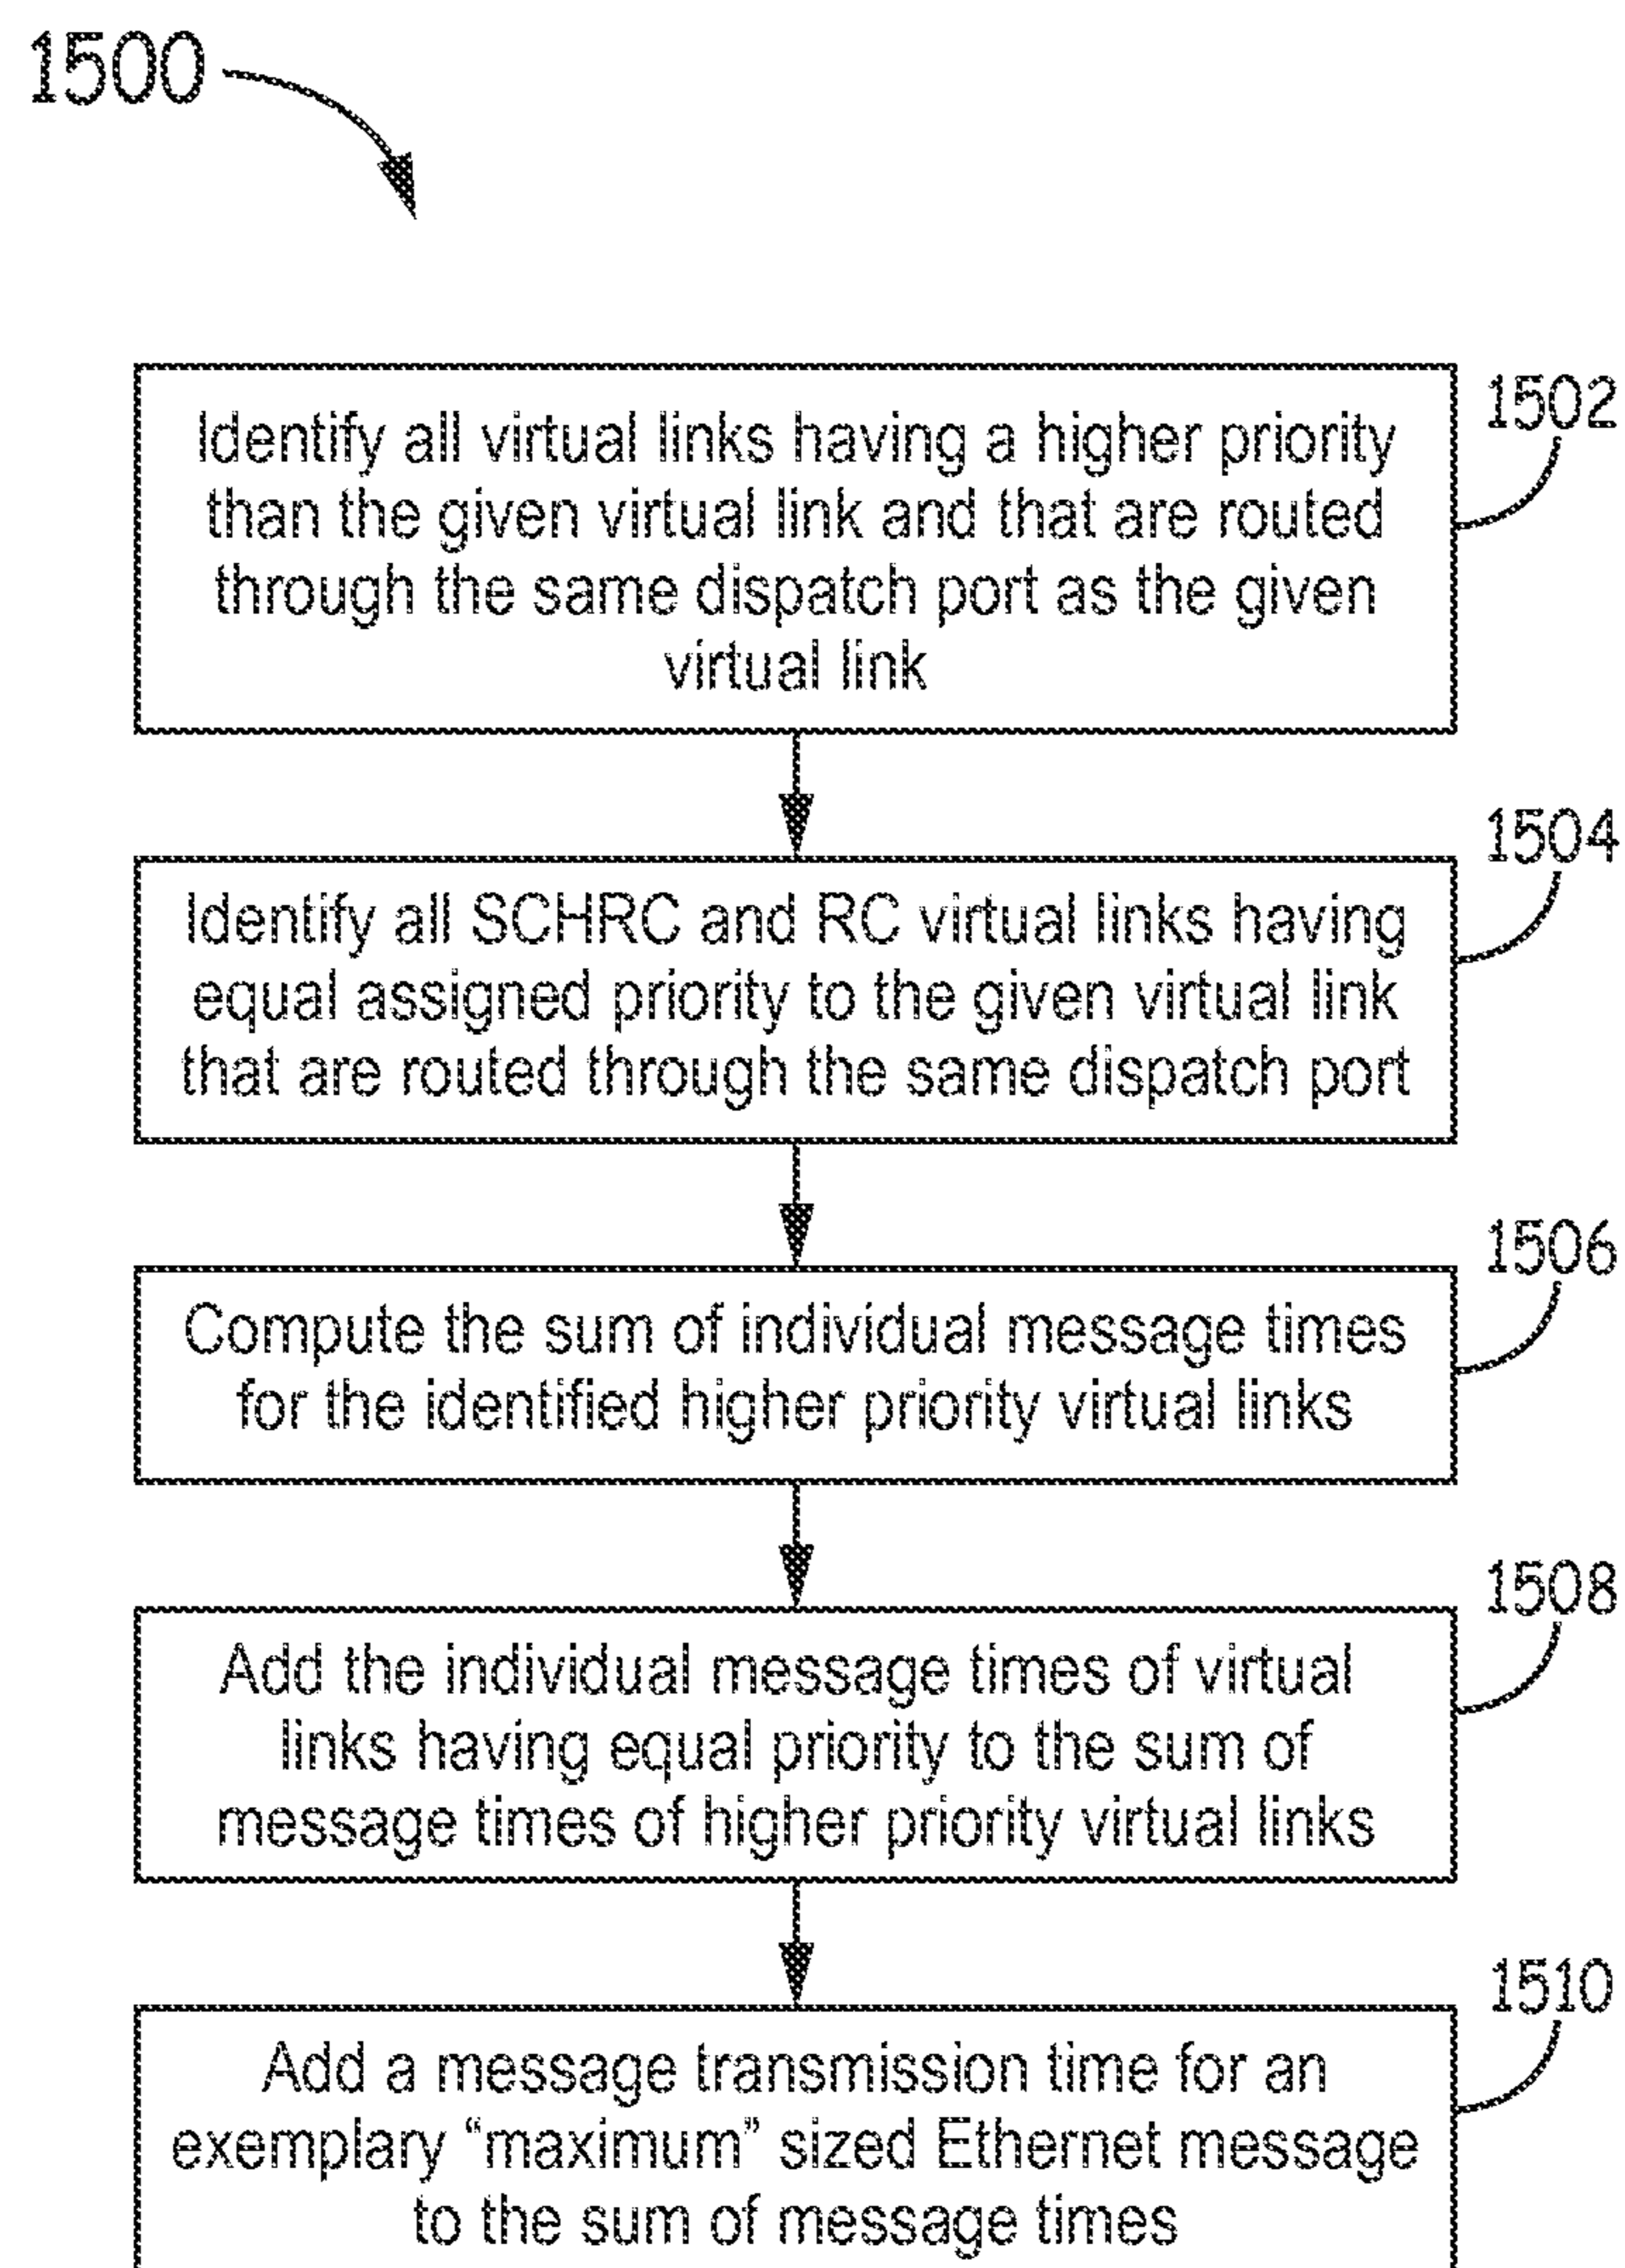 1500
1502
Identify all virtual links having a higher priority
than the given virtual link and that are routed
through the same dispatch port as the given
virtual link
1504
Identify all SCHRC and RC virtual links having
equal assigned priority to the given virtual link
that are routed through the same dispatch port
1506
Compute the sum of individual message times
for the identified higher priority virtual links
1508
Add the individual message times of virtual
links having equal priority to the sum of
message times of higher priority virtual links
1510
Add a message transmission time for an
exemplary “maximum” sized Ethernet message
to the sum of message times